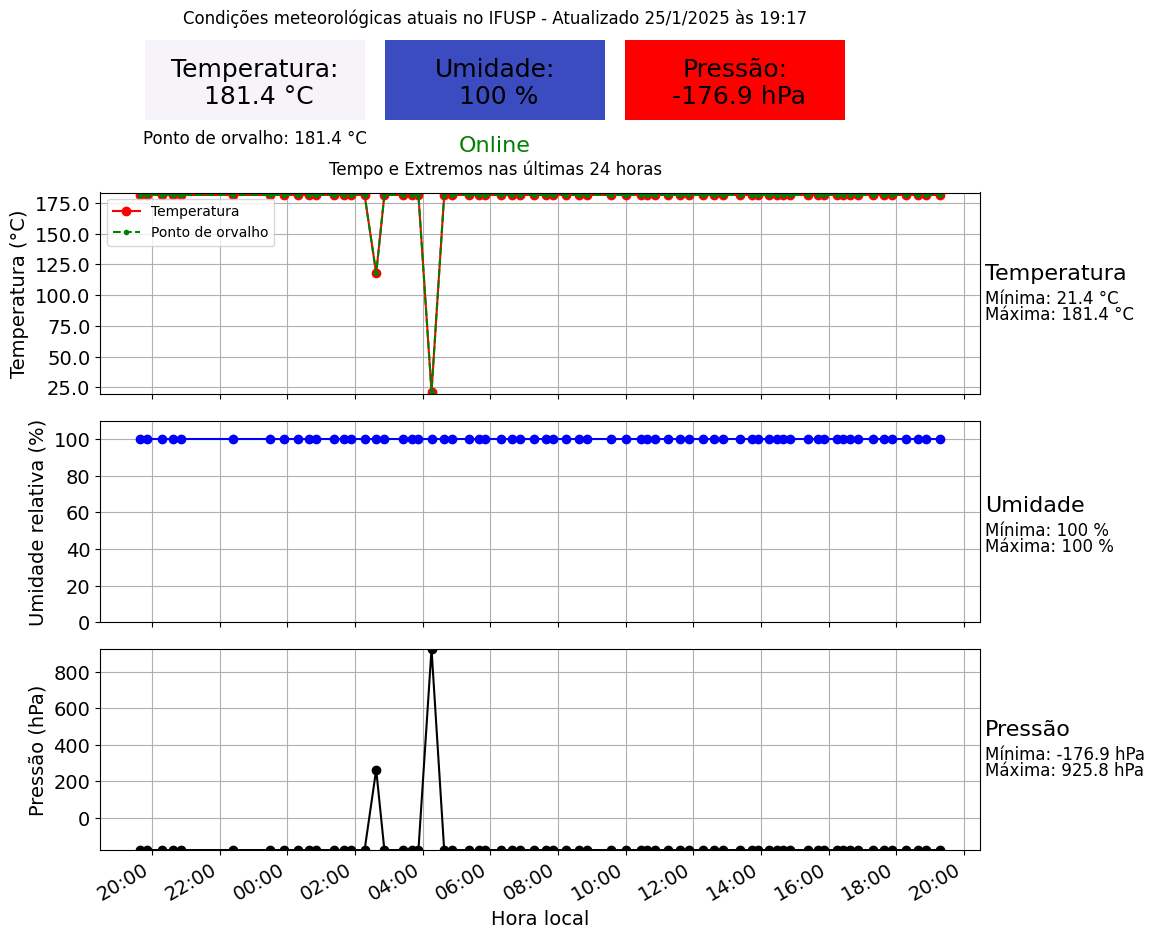 Condições meteorológicas atuais no IFUSP - Atualizado 25/1/2025 às 19:17
Temperatura:
181.4 °C
Umidade:
100 %
Pressão:
-176.9 hPa
Ponto de orvalho: 181.4 °C
Online
Tempo e Extremos nas últimas 24 horas
Temperatura (°C)
175.0
150.0
125.0
100.0
75.0
50.0
25.0
Temperatura
Ponto de orvalho
Temperatura
Mínima: 21.4 °C
Máxima: 181.4 °C
Umidade relativa (%)
100
80
60
40
20
0
Umidade
Mínima: 100 %
Máxima: 100 %
Pressão (hPa)
800
600
400
200
0
Pressão
Mínima: -176.9 hPa
Máxima: 925.8 hPa
20:00 22:00 00:00 02:00 04:00 06:00 08:00 10:00 12:00 14:00 16:00 18:00 20:00
Hora local